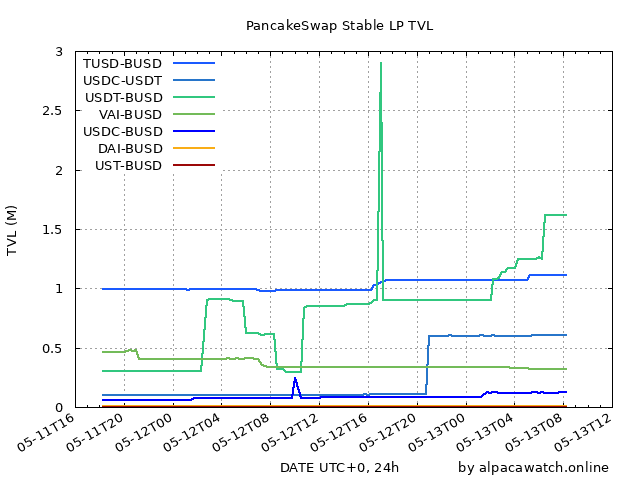 PancakeSwap Stable LP TVL
3
2.5
2
1.5
1
0.5
0
TVL (M)
TUSD-BUSD
USDC-USDT
USDT-BUSD
VAI-BUSD
USDC-BUSD
DAI-BUSD
UST-BUSD
05-11T16
05-11T20
05-12T00
05-12T04
05-12T08
05-12T12
05-12T16
05-12T20
05-13T00
05-13T04
05-13T08
05-13T12
DATE UTC+0, 24h
by alpacawatch.online